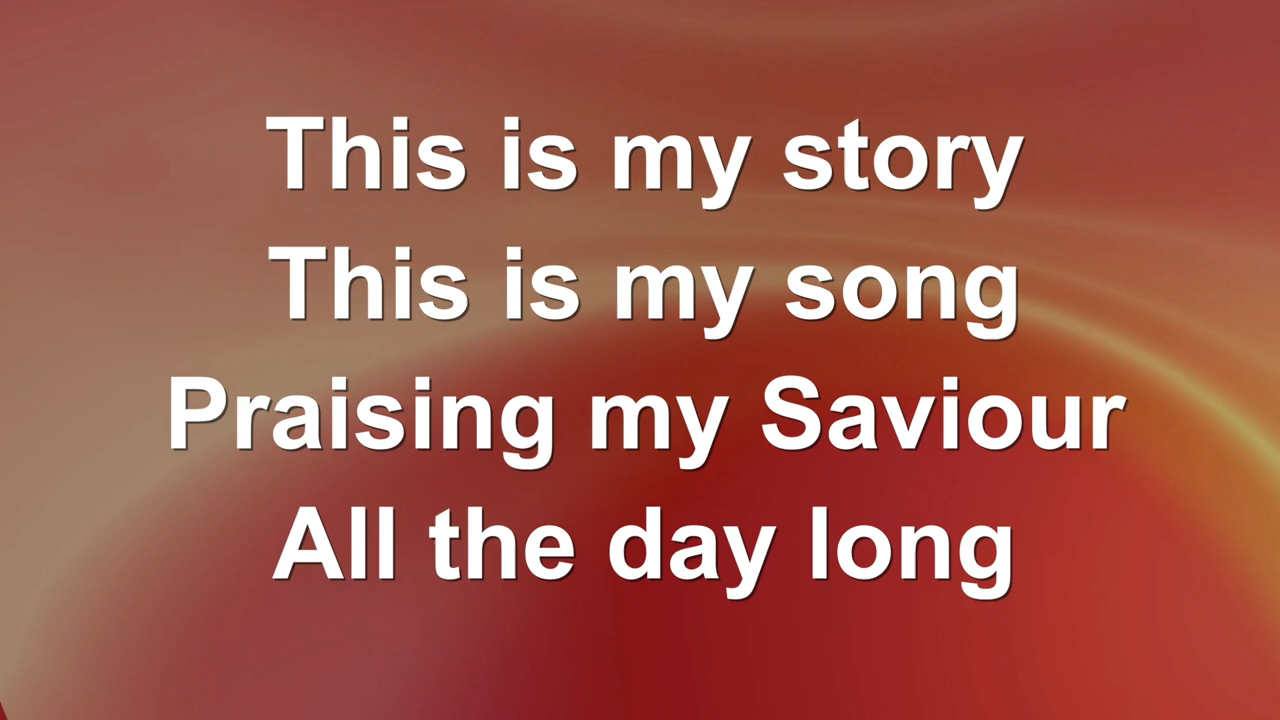 This is my story
This is my song
Praising my Saviour
All the day long